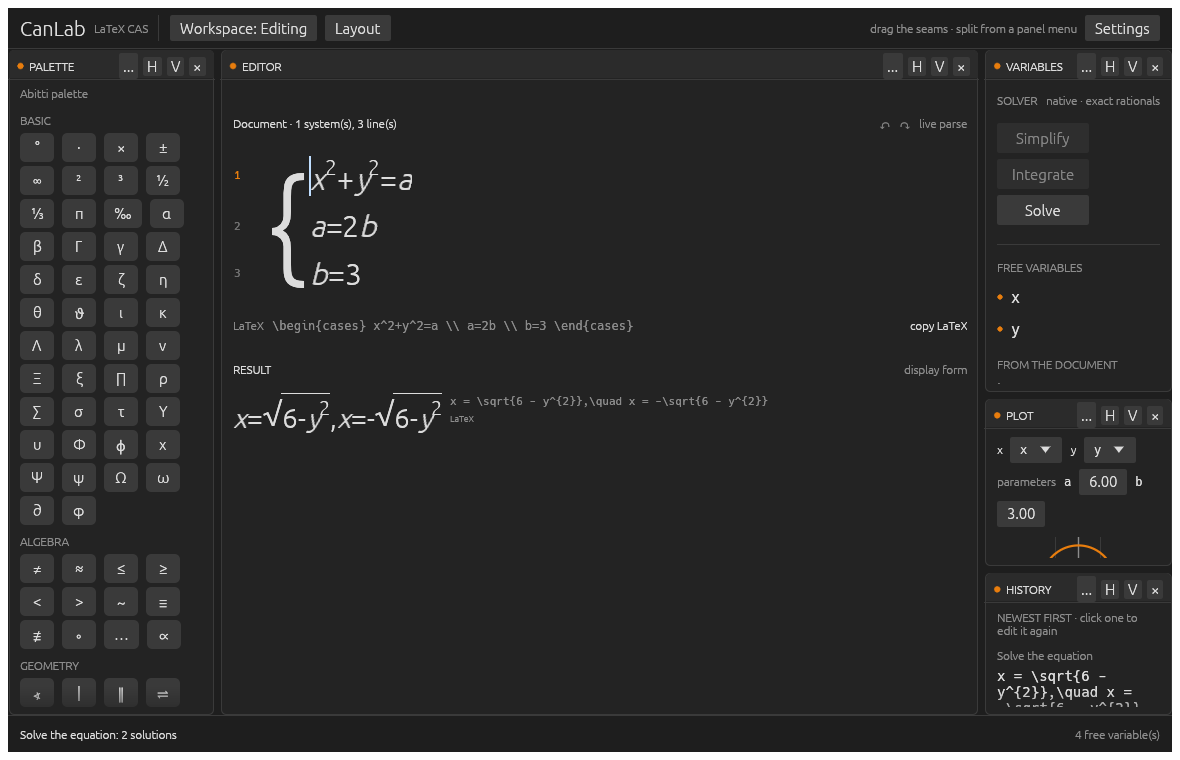 CanLab LaTeX CAS Workspace: Editing Layout drag the seams · split from a panel menu Settings
PALETTE ... H V ×
Abitti palette
BASIC
° · × ±
∞ ² ³ ½
⅓ π ‰ α
β Γ γ Δ
δ ε ζ η
θ ϑ ι κ
Λ λ μ ν
Ξ ξ ∏ ρ
∑ σ τ Υ
υ Φ ϕ χ
Ψ ψ Ω ω
∂ φ
ALGEBRA
≠ ≈ ≤ ≥
< > ~ ≡
≢ ∘ … ∝
GEOMETRY
∢ | ∥ ⇌
EDITOR ... H V ×
Document · 1 system(s), 3 line(s) live parse
1 x²+y²=a
2 a=2b
3 b=3
LaTeX \begin{cases} x^2+y^2=a \\ a=2b \\ b=3 \end{cases} copy LaTeX
RESULT display form
x=√6-y²,x=-√6-y² x = \sqrt{6 - y^{2}},\quad x = -\sqrt{6 - y^{2}}
LaTeX
VARIABLES ... H V ×
SOLVER native · exact rationals
Simplify
Integrate
Solve
FREE VARIABLES
x
y
FROM THE DOCUMENT
PLOT ... H V ×
x x y y
parameters a 6.00 b
3.00
HISTORY ... H V ×
NEWEST FIRST · click one to
edit it again
Solve the equation
x = \sqrt{6 -
y^{2}},\quad x =
-\sqrt{6 - y^{2}}
Solve the equation: 2 solutions 4 free variable(s)